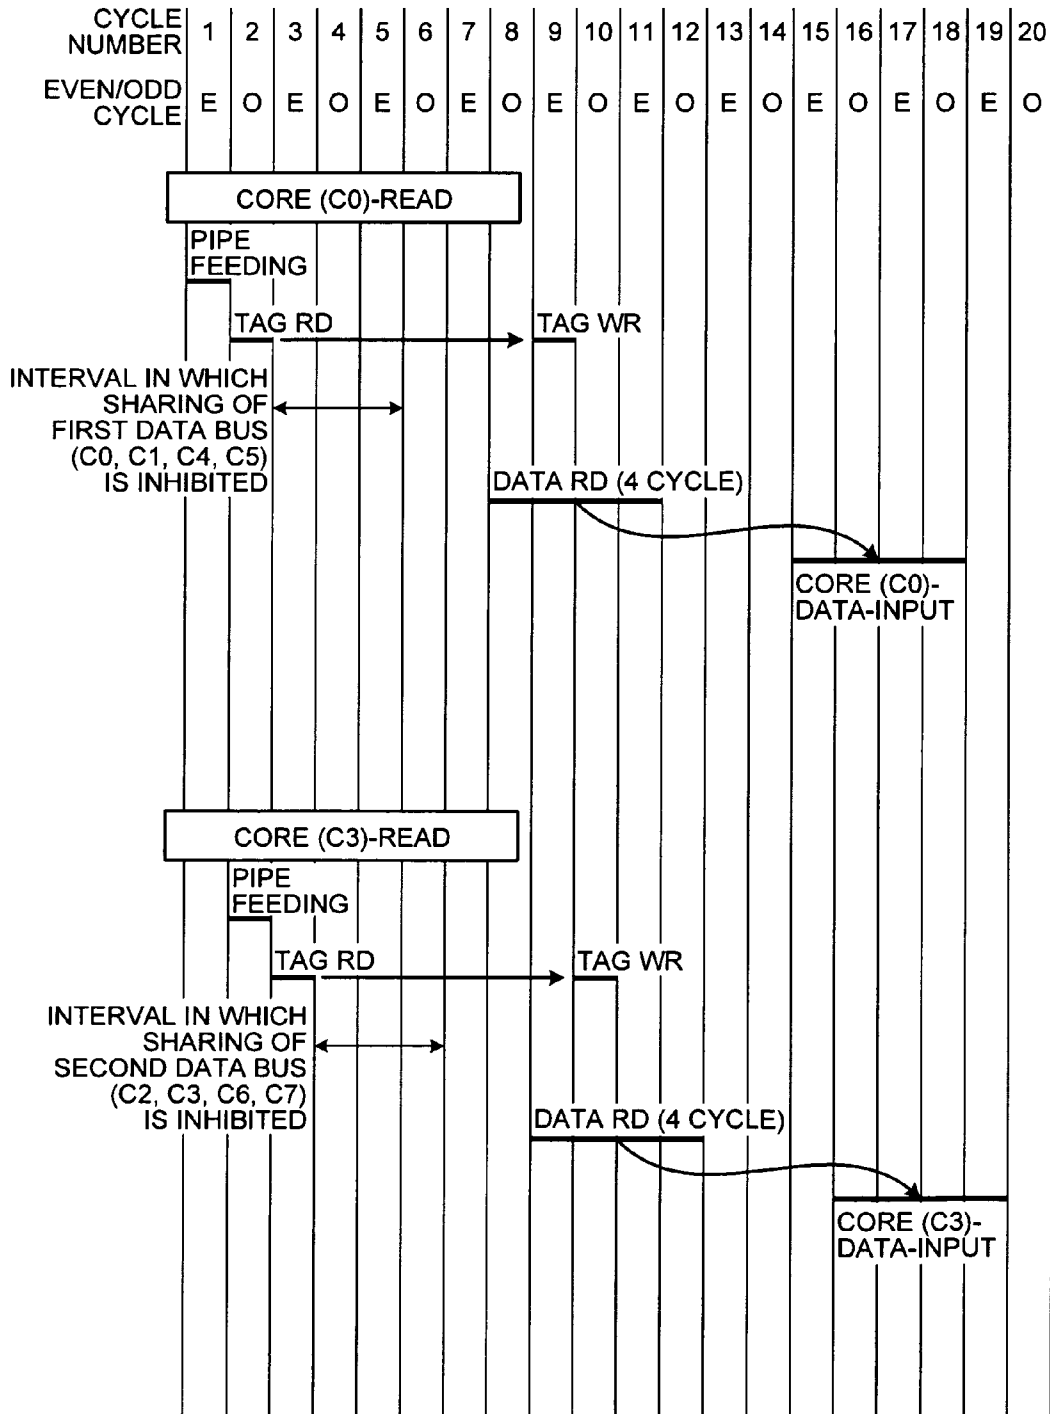 CYCLE
NUMBER 1 2 3 4 5 6 7 8 9 10 11 12 13 14 15 16 17 18 19 20
EVEN/ODD
CYCLE E O E O E O E O E O E O E O E O E O E O
CORE (C0)-READ
PIPE
FEEDING
TAG RD TAG WR
INTERVAL IN WHICH
SHARING OF
FIRST DATA BUS
(C0, C1, C4, C5)
IS INHIBITED
DATA RD (4 CYCLE)
CORE (C0)-
DATA-INPUT
CORE (C3)-READ
PIPE
FEEDING
TAG RD TAG WR
INTERVAL IN WHICH
SHARING OF
SECOND DATA BUS
(C2, C3, C6, C7)
IS INHIBITED
DATA RD (4 CYCLE)
CORE (C3)-
DATA-INPUT